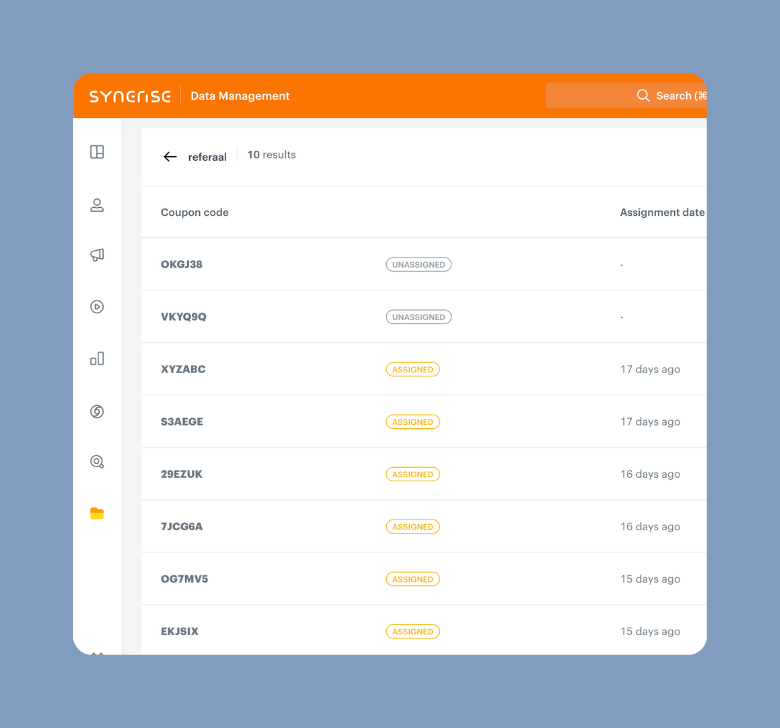 SYNERISE Data Management Search (⌘
referaal 10 results
Coupon code Assignment date
OKGJ38 UNASSIGNED -
VKYQ9Q UNASSIGNED -
XYZABC ASSIGNED 17 days ago
S3AEGE ASSIGNED 17 days ago
29EZUK ASSIGNED 16 days ago
7JCG6A ASSIGNED 16 days ago
OG7MV5 ASSIGNED 15 days ago
EKJSIX ASSIGNED 15 days ago